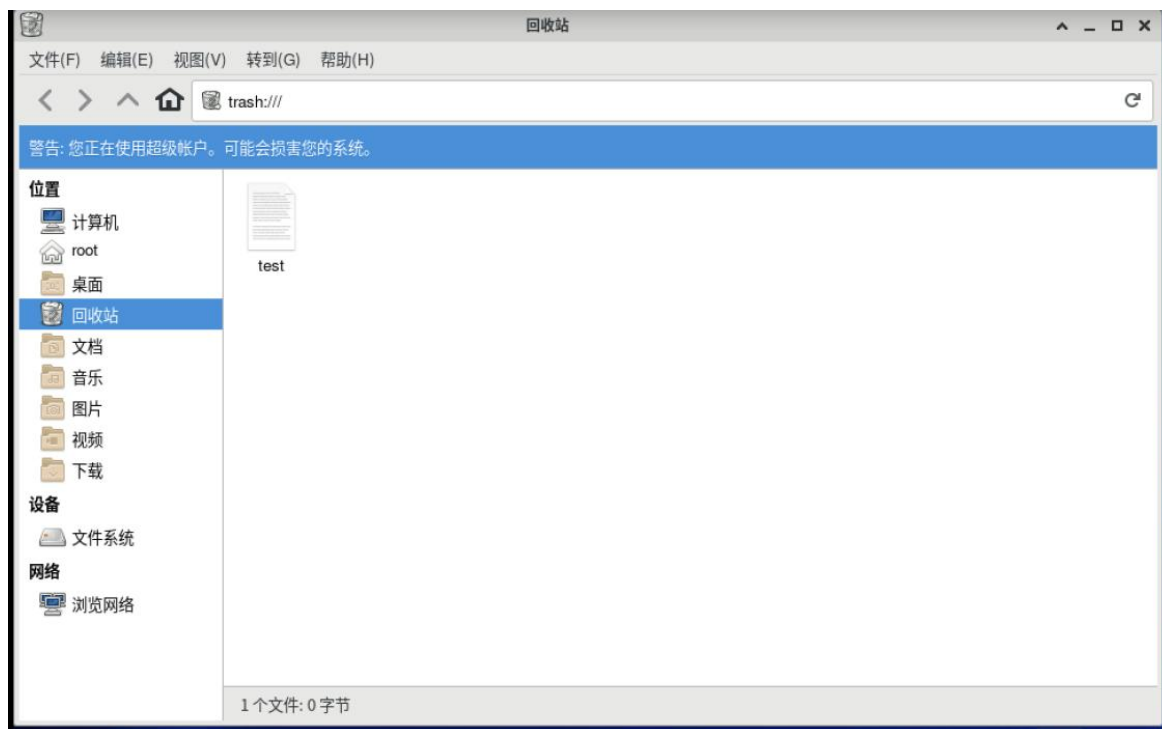 回收站
文件(F) 编辑(E) 视图(V) 转到(G) 帮助(H)
trash:///
警告: 您正在使用超级帐户。可能会损害您的系统。
位置
计算机
root
桌面
回收站
文档
音乐
图片
视频
下载
设备
文件系统
网络
浏览网络
test
1 个文件: 0 字节